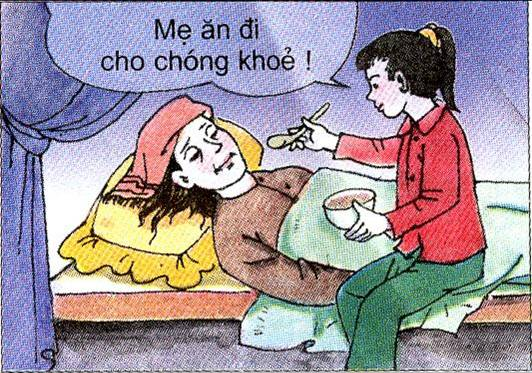 Mẹ ăn đi
cho chóng khoẻ !